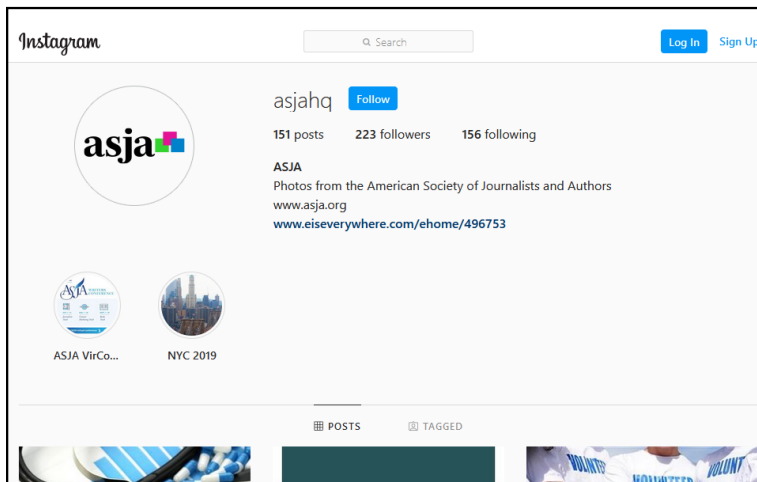 Instagram
Search
Log In
Sign Up
asja
asjahq
Follow
151 posts 223 followers 156 following
ASJA
Photos from the American Society of Journalists and Authors
www.asja.org
www.eiseverywhere.com/ehome/496753
ASJA
ASJA VirCo...
NYC 2019
POSTS
TAGGED
VOLUNTEER